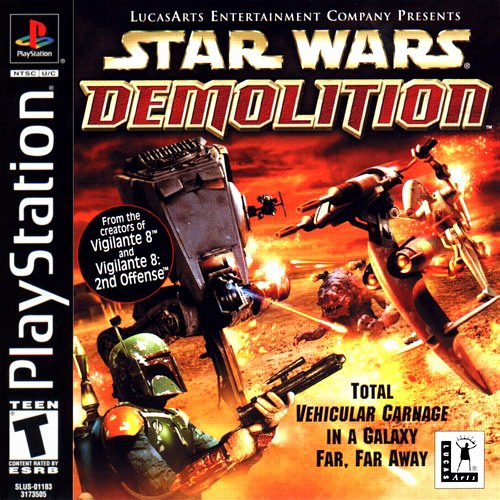 PlayStation
NTSC U/C
PlayStation
TEEN
T
CONTENT RATED BY
ESRB
SLUS-01183
3173505
LucasArts Entertainment Company Presents
STAR WARS
DEMOLITION™
From the
creators of
Vigilante 8™
and
Vigilante 8:
2nd Offense™
Total
Vehicular Carnage
in a Galaxy
Far, Far Away
LUCAS
Arts